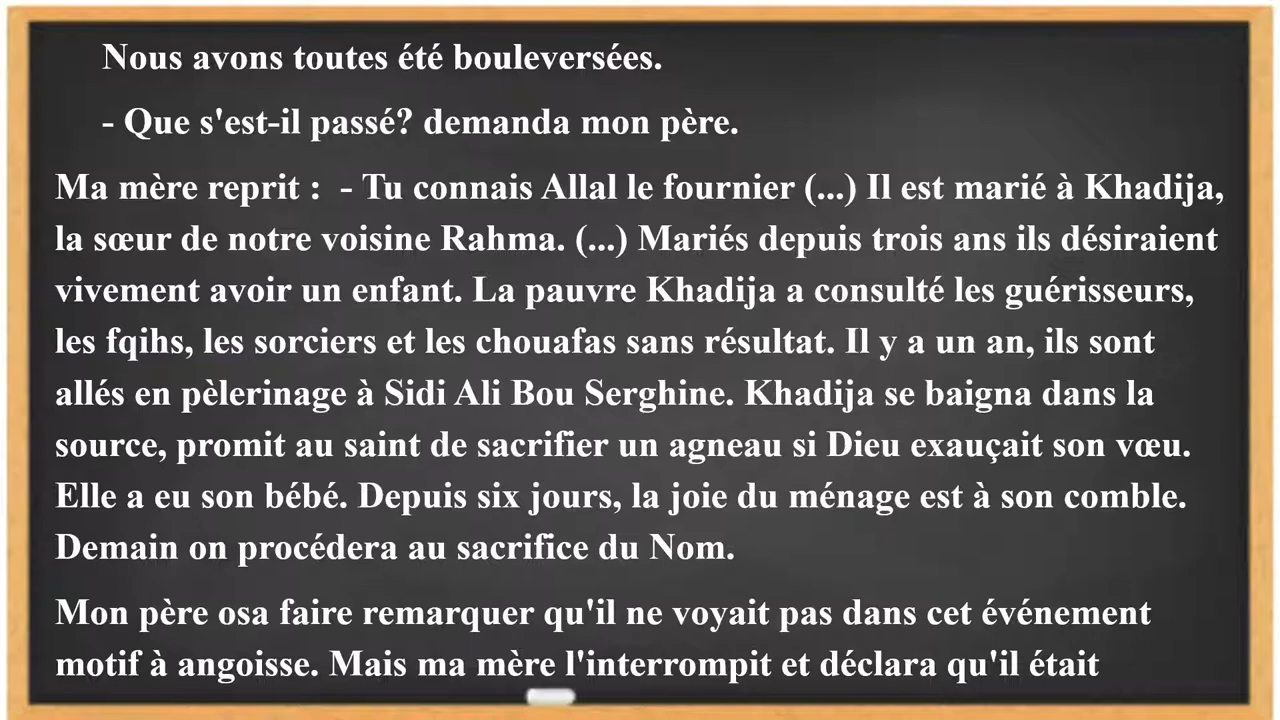 Nous avons toutes été bouleversées.
- Que s'est-il passé? demanda mon père.
Ma mère reprit : - Tu connais Allal le fournier (...) Il est marié à Khadija,
la sœur de notre voisine Rahma. (...) Mariés depuis trois ans ils désiraient
vivement avoir un enfant. La pauvre Khadija a consulté les guérisseurs,
les fqihs, les sorciers et les chouafas sans résultat. Il y a un an, ils sont
allés en pèlerinage à Sidi Ali Bou Serghine. Khadija se baigna dans la
source, promit au saint de sacrifier un agneau si Dieu exauçait son vœu.
Elle a eu son bébé. Depuis six jours, la joie du ménage est à son comble.
Demain on procédera au sacrifice du Nom.
Mon père osa faire remarquer qu'il ne voyait pas dans cet événement
motif à angoisse. Mais ma mère l'interrompit et déclara qu'il était